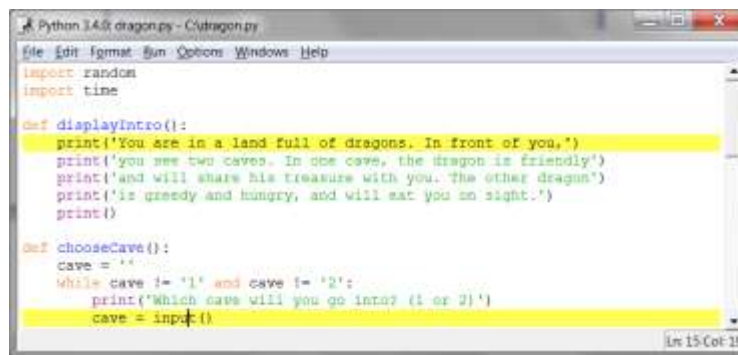 Python 3.4.0: dragon.py - C:\dragon.py
File Edit Format Run Options Windows Help
import random
import time
def displayIntro():
print('You are in a land full of dragons. In front of you,')
print('you see two caves. In one cave, the dragon is friendly')
print('and will share his treasure with you. The other dragon')
print('is greedy and hungry, and will eat you on sight.')
print()
def chooseCave():
cave = ''
while cave != '1' and cave != '2':
print('Which cave will you go into? (1 or 2)')
cave = input()
Ln: 15 Col: 19